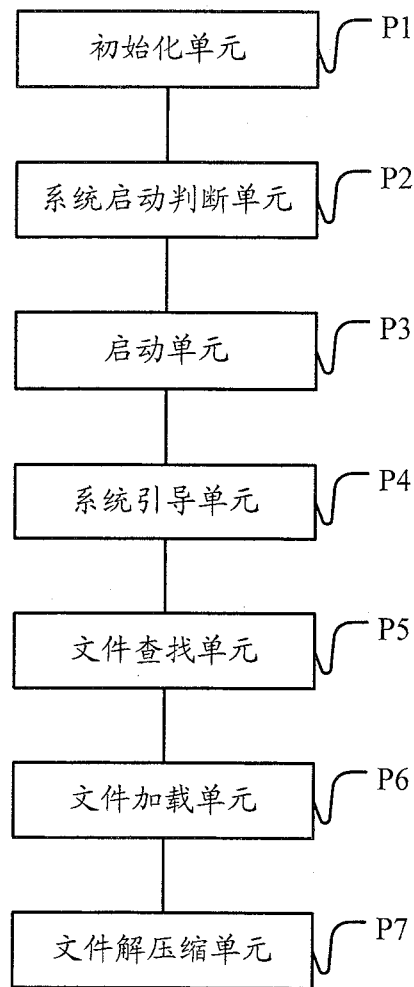 初始化单元
P1
系统启动判断单元
P2
启动单元
P3
系统引导单元
P4
文件查找单元
P5
文件加载单元
P6
文件解压缩单元
P7